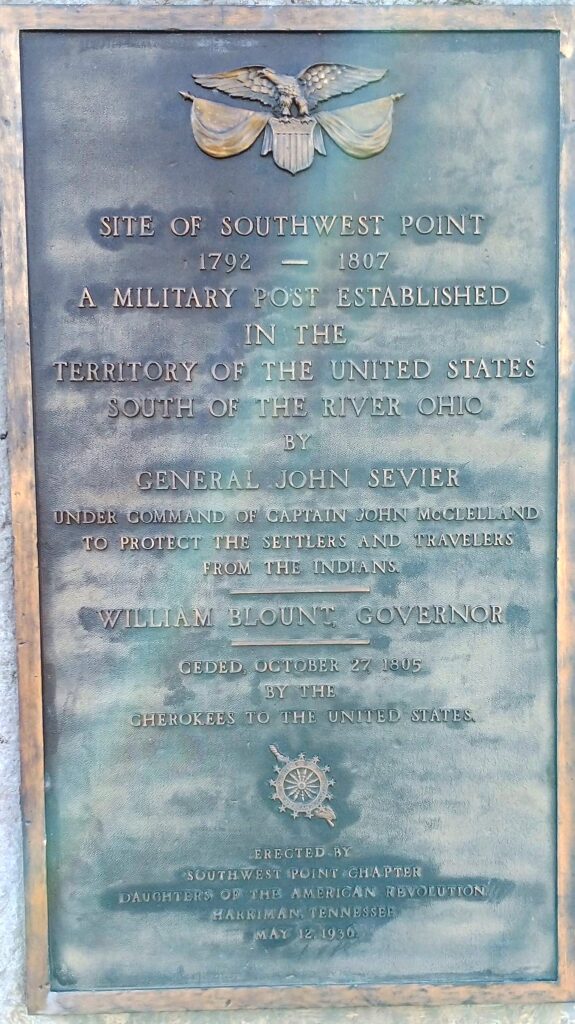 SITE OF SOUTHWEST POINT
1792 — 1807
A MILITARY POST ESTABLISHED
IN THE
TERRITORY OF THE UNITED STATES
SOUTH OF THE RIVER OHIO
BY
GENERAL JOHN SEVIER
UNDER COMMAND OF CAPTAIN JOHN McCLELLAND
TO PROTECT THE SETTLERS AND TRAVELERS
FROM THE INDIANS.
WILLIAM BLOUNT, GOVERNOR
CEDED, OCTOBER 27, 1805
BY THE
CHEROKEES TO THE UNITED STATES.
ERECTED BY
SOUTHWEST POINT CHAPTER
DAUGHTERS OF THE AMERICAN REVOLUTION
HARRIMAN, TENNESSEE
MAY 12, 1936.